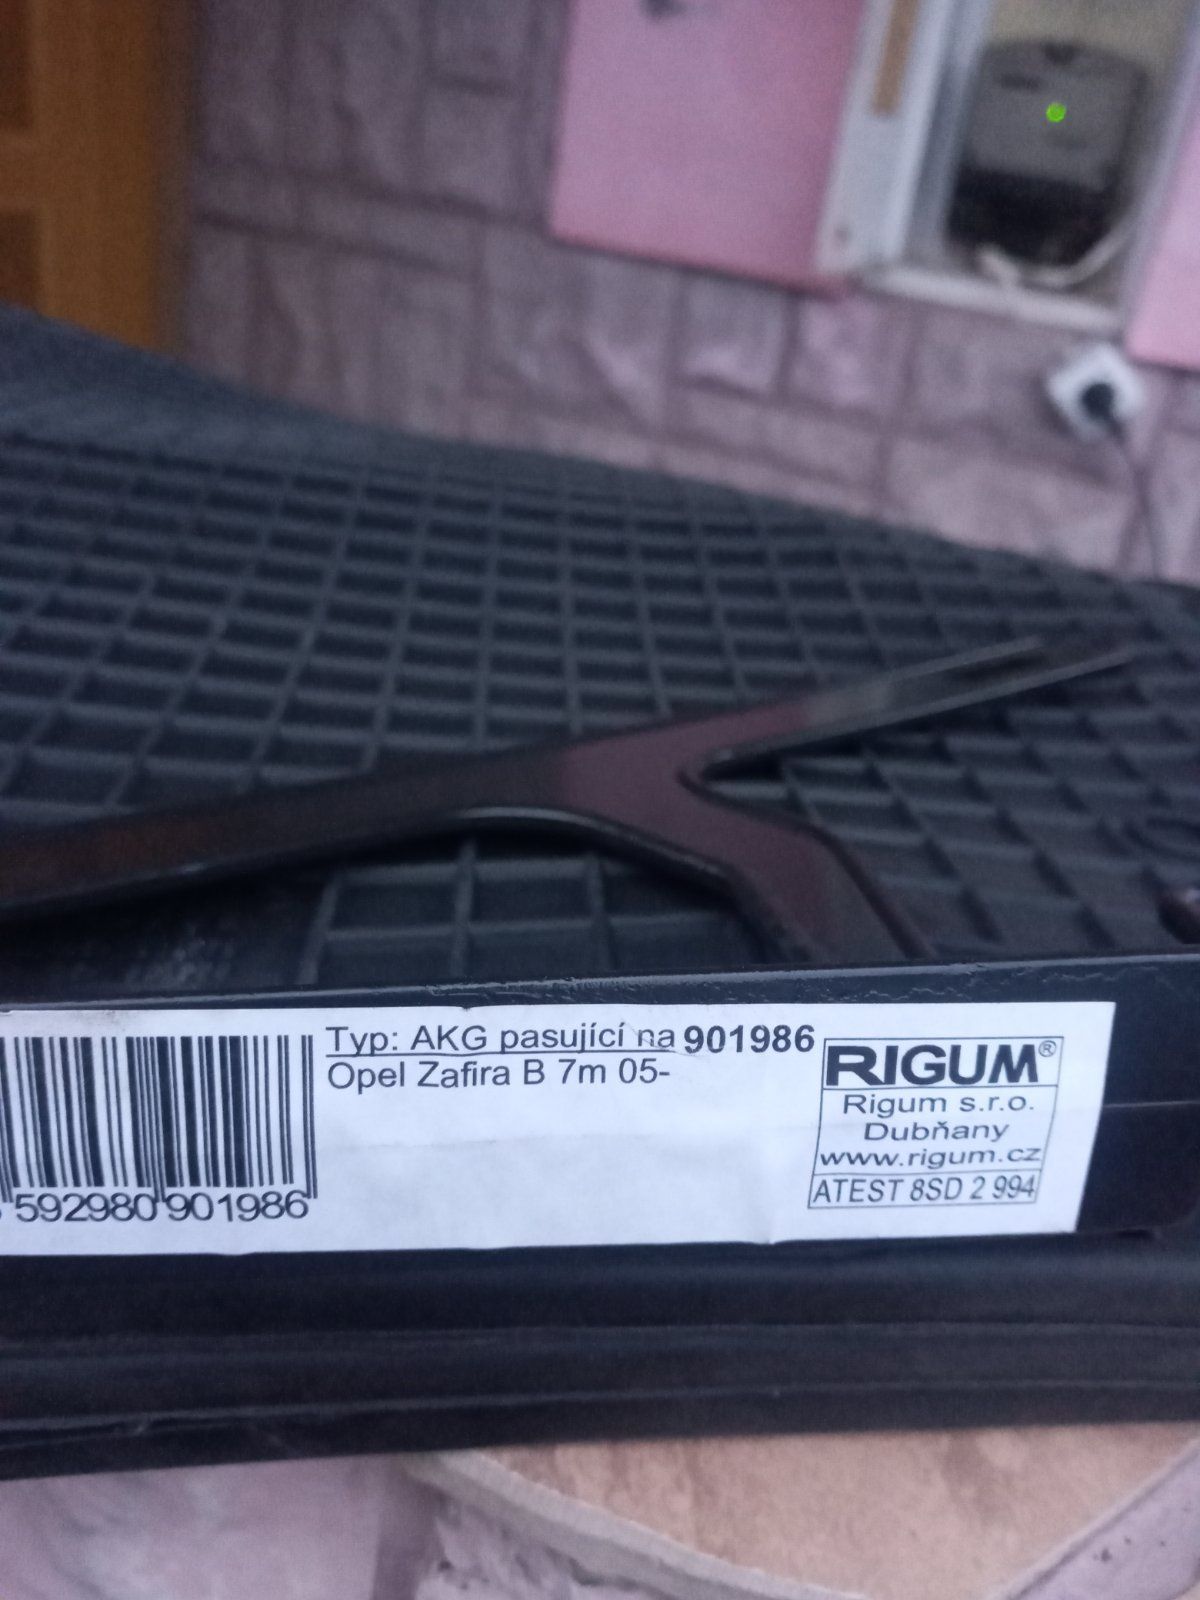 Typ: AKG pasující na 901986
Opel Zafira B 7m 05-
592980 901986
RIGUM®
Rigum s.r.o.
Dubňany
www.rigum.cz
ATEST 8SD 2 994